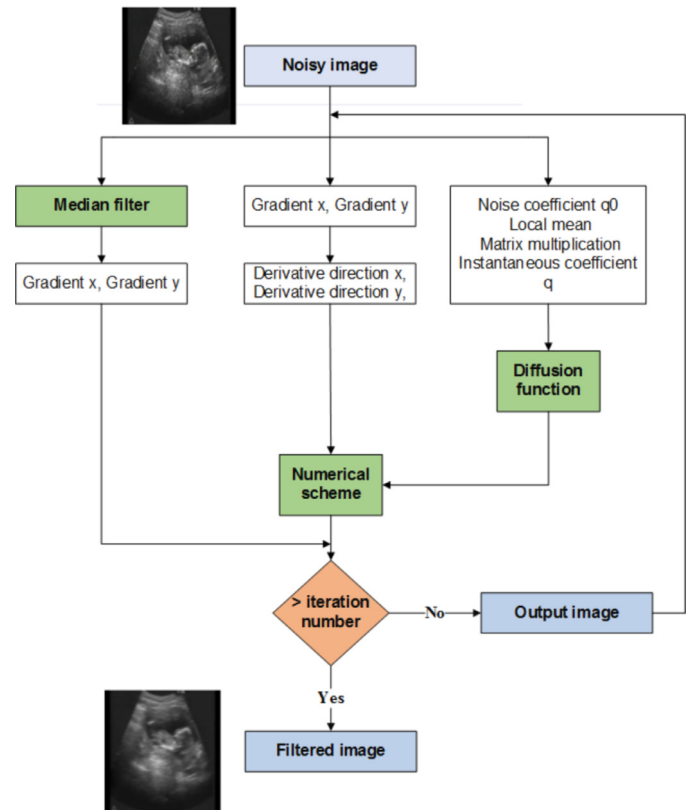 Noisy image
Median filter
Gradient x, Gradient y
Gradient x, Gradient y
Derivative direction x,
Derivative direction y,
Noise coefficient q0
Local mean
Matrix multiplication
Instantaneous coefficient
q
Diffusion
function
Numerical
scheme
> iteration
number
No
Output image
Yes
Filtered image